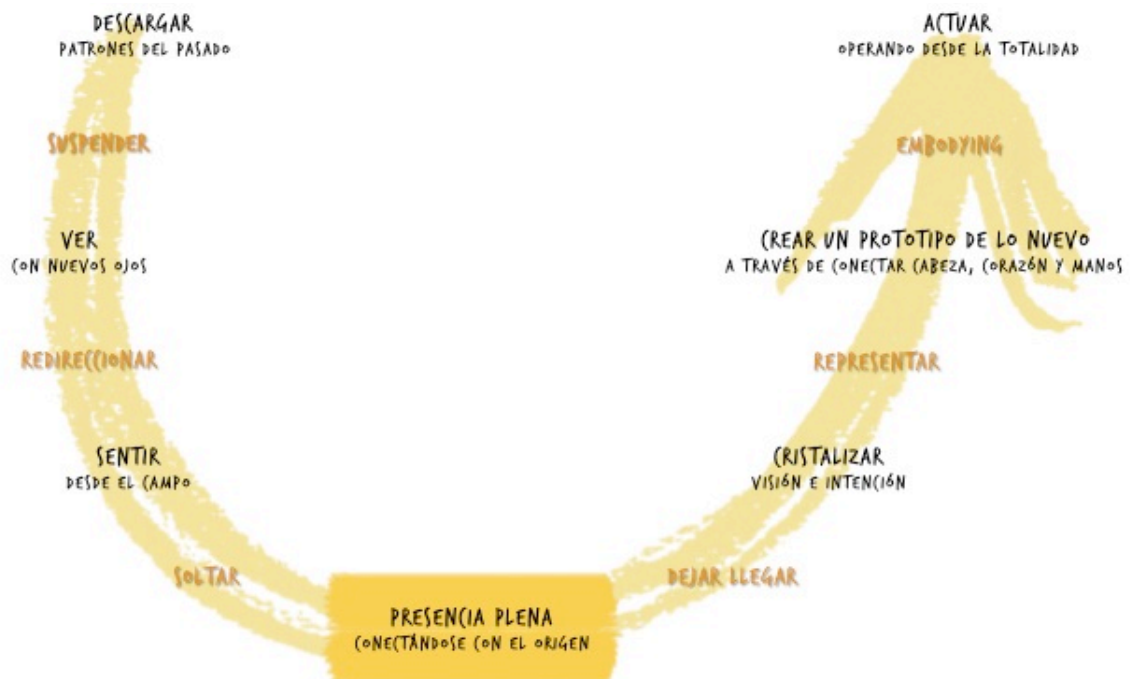 DESCARGAR
PATRONES DEL PASADO
SUSPENDER
VER
CON NUEVOS OJOS
REDIRECCIONAR
SENTIR
DESDE EL CAMPO
SOLTAR
PRESENCIA PLENA
CONECTÁNDOSE CON EL ORIGEN
DEJAR LLEGAR
CRISTALIZAR
VISIÓN E INTENCIÓN
REPRESENTAR
CREAR UN PROTOTIPO DE LO NUEVO
A TRAVÉS DE CONECTAR CABEZA, CORAZÓN Y MANOS
EMBODYING
ACTUAR
OPERANDO DESDE LA TOTALIDAD